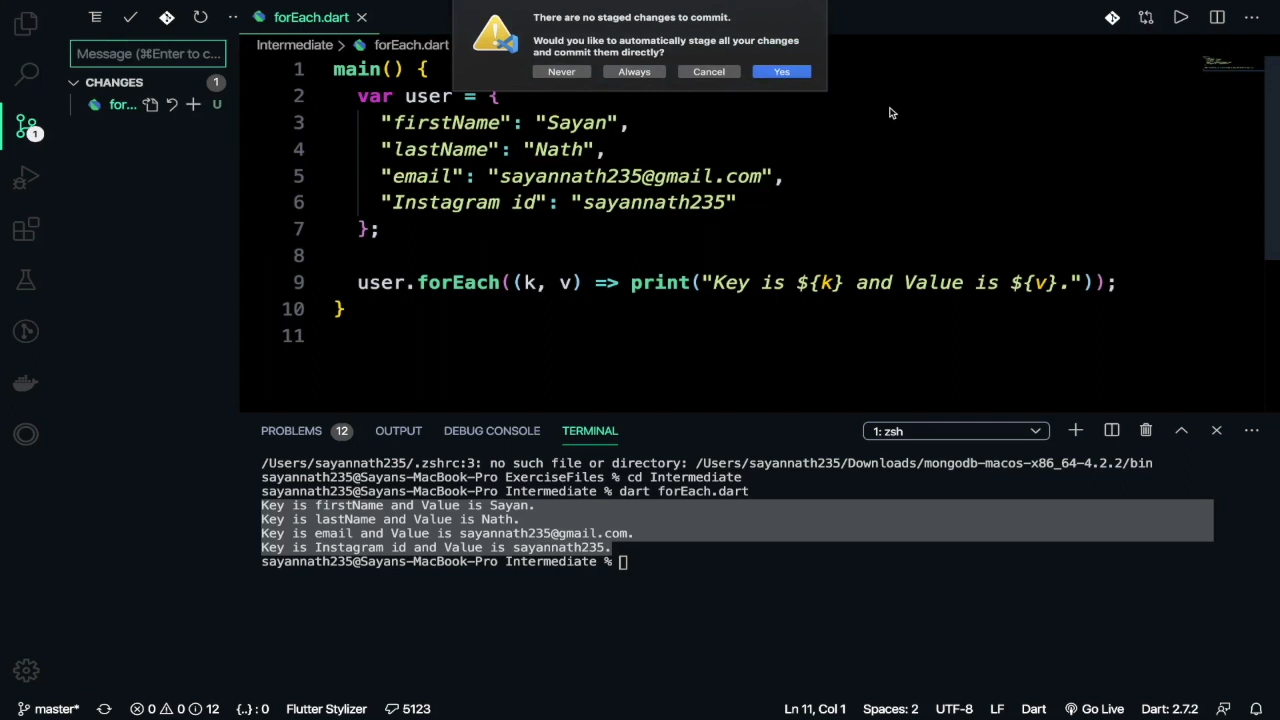 forEach.dart
There are no staged changes to commit.
Would you like to automatically stage all your changes
and commit them directly?
Never Always Cancel Yes
Message (⌘Enter to c...
CHANGES 1
for... U
1
Intermediate > forEach.dart
1 main() {
2 var user = {
3 "firstName": "Sayan",
4 "lastName": "Nath",
5 "email": "sayannath235@gmail.com",
6 "Instagram id": "sayannath235"
7 };
8
9 user.forEach((k, v) => print("Key is ${k} and Value is ${v}."));
10 }
11
PROBLEMS 12 OUTPUT DEBUG CONSOLE TERMINAL 1: zsh
/Users/sayannath235/.zshrc:3: no such file or directory: /Users/sayannath235/Downloads/mongodb-macos-x86_64-4.2.2/bin
sayannath235@Sayans-MacBook-Pro ExerciseFiles % cd Intermediate
sayannath235@Sayans-MacBook-Pro Intermediate % dart forEach.dart
Key is firstName and Value is Sayan.
Key is lastName and Value is Nath.
Key is email and Value is sayannath235@gmail.com.
Key is Instagram id and Value is sayannath235.
sayannath235@Sayans-MacBook-Pro Intermediate %
master* 0 0 12 {..} : 0 Flutter Stylizer 5123 Ln 11, Col 1 Spaces: 2 UTF-8 LF Dart Go Live Dart: 2.7.2